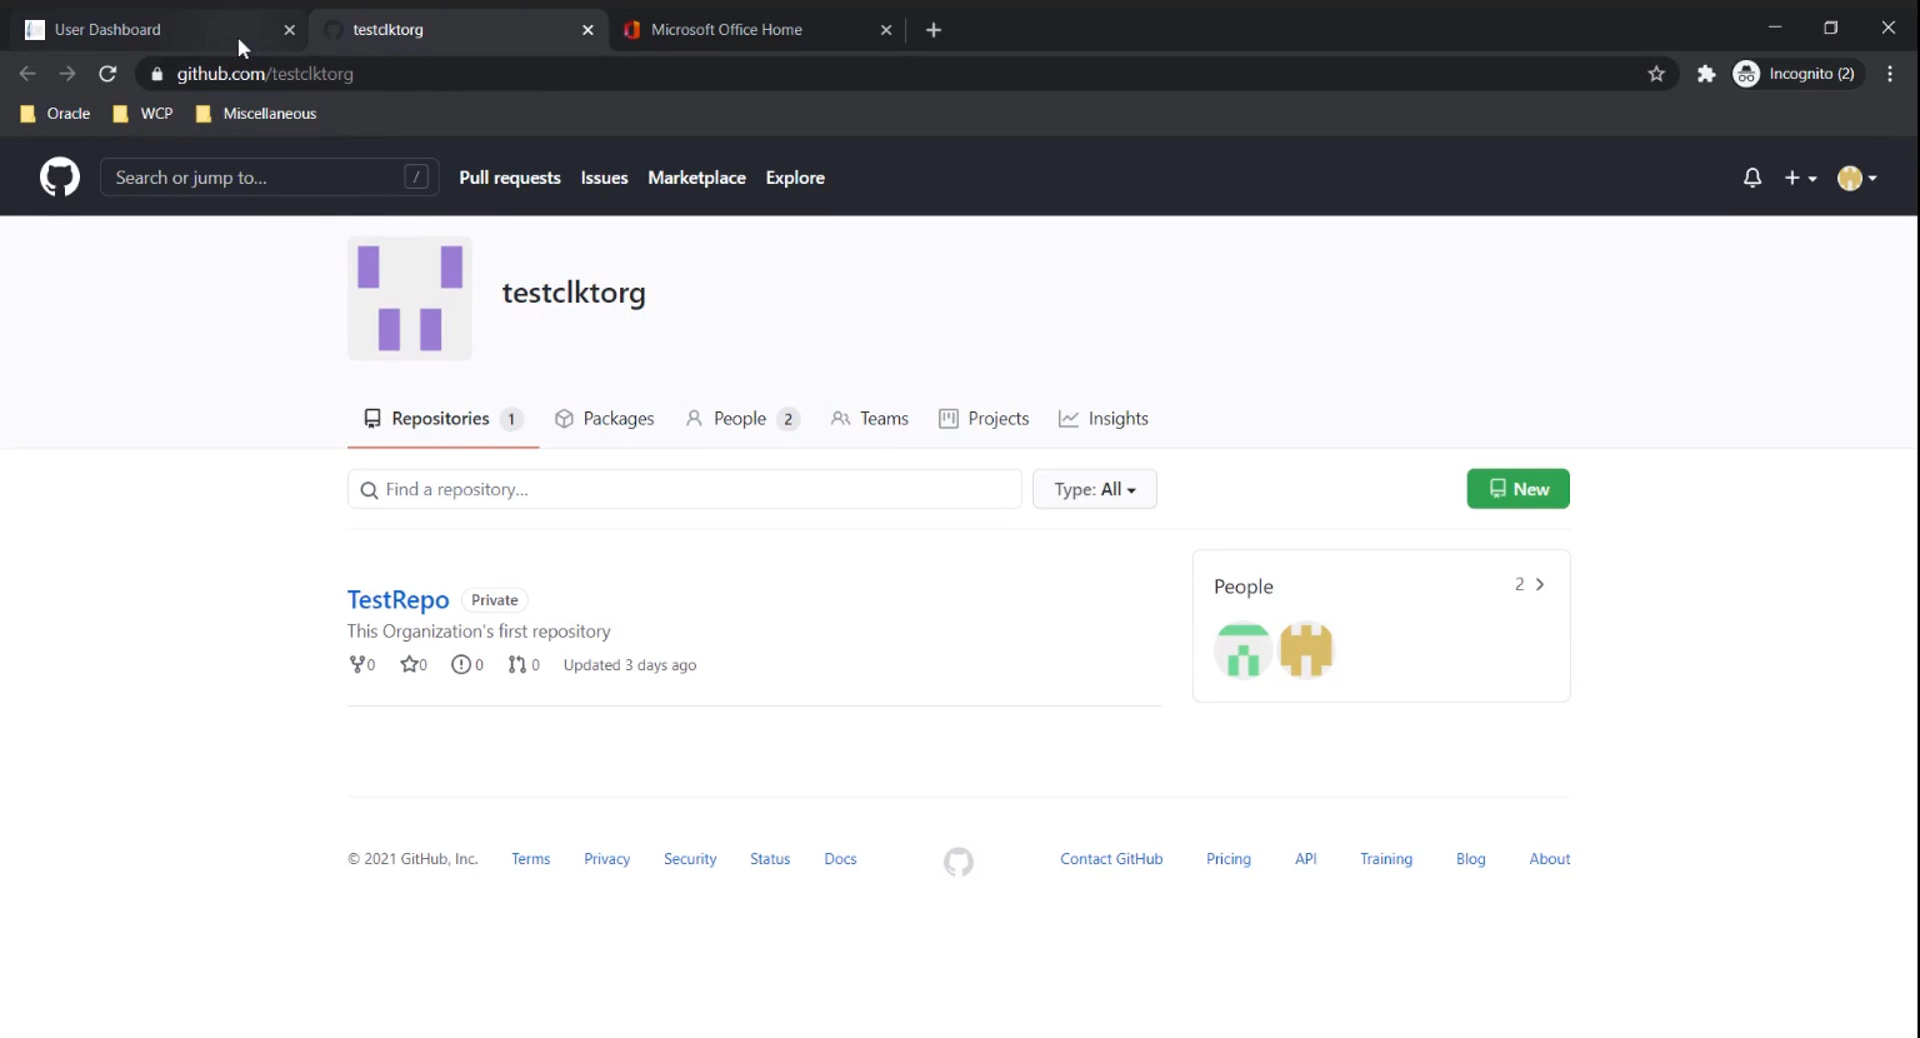 User Dashboard
testclktorg
Microsoft Office Home
github.com/testclktorg
Incognito (2)
Oracle
WCP
Miscellaneous
Search or jump to...
/
Pull requests
Issues
Marketplace
Explore
testclktorg
Repositories 1
Packages
People 2
Teams
Projects
Insights
Find a repository...
Type: All
New
TestRepo
Private
This Organization's first repository
0
0
0
0
Updated 3 days ago
People
2
© 2021 GitHub, Inc.
Terms
Privacy
Security
Status
Docs
Contact GitHub
Pricing
API
Training
Blog
About